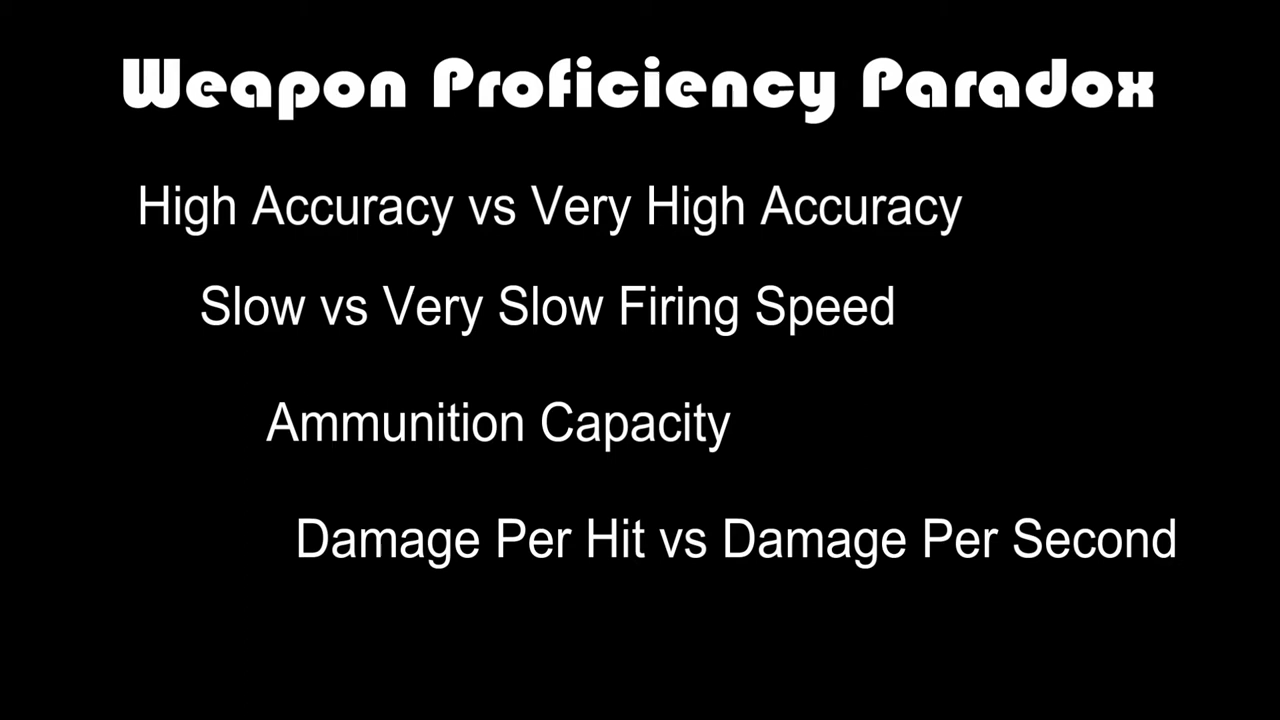 Weapon Proficiency Paradox
High Accuracy vs Very High Accuracy
Slow vs Very Slow Firing Speed
Ammunition Capacity
Damage Per Hit vs Damage Per Second